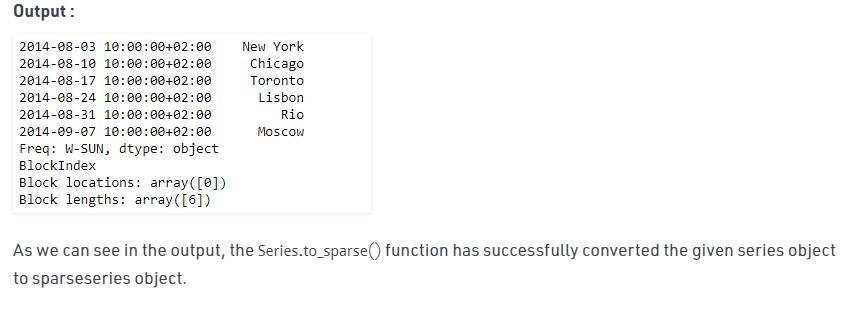 Output :
2014-08-03 10:00:00+02:00    New York
2014-08-10 10:00:00+02:00     Chicago
2014-08-17 10:00:00+02:00     Toronto
2014-08-24 10:00:00+02:00      Lisbon
2014-08-31 10:00:00+02:00         Rio
2014-09-07 10:00:00+02:00      Moscow
Freq: W-SUN, dtype: object
BlockIndex
Block locations: array([0])
Block lengths: array([6])
As we can see in the output, the Series.to_sparse() function has successfully converted the given series object
to sparseseries object.